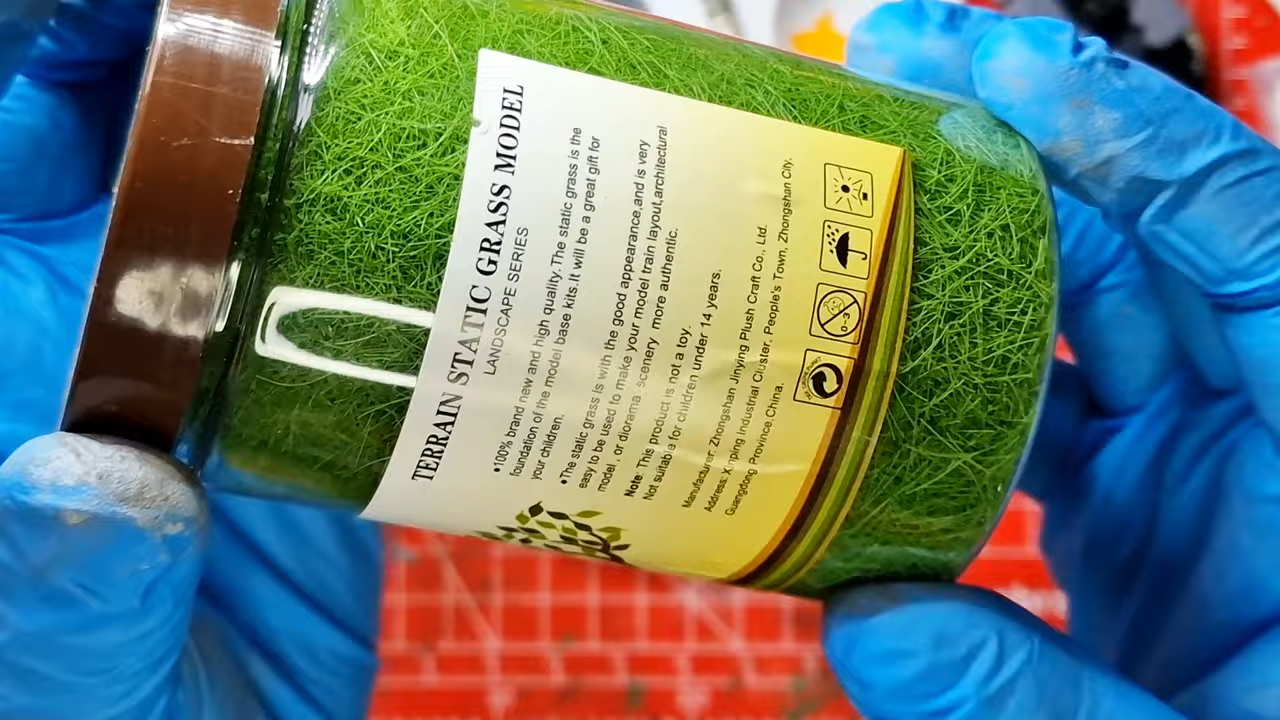 TERRAIN STATIC GRASS MODEL
LANDSCAPE SERIES
•100% brand new and high quality.The static grass is the
foundation of the model base kits.It will be a great gift for
your children.
•The static grass is with the good appearance,and is very
easy to be used to make your model train layout,architectural
model , or diorama scenery more authentic.
Note: This product is not a toy.
Not suitable for children under 14 years.
Manufacturer: Zhongshan Jinying Plush Craft Co., Ltd.
Address: Xinping Industrial Cluster, People's Town, Zhongshan City,
Guangdong Province,China.
0-3